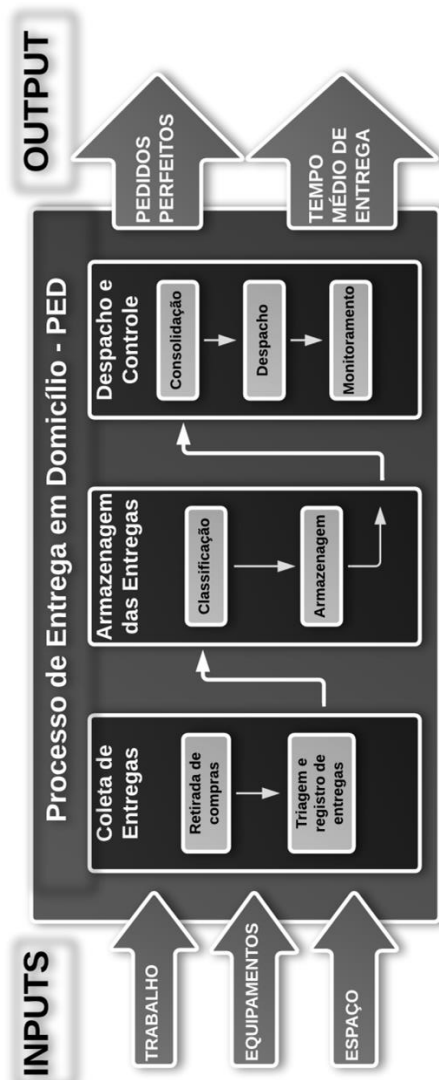 INPUTS
TRABALHO
EQUIPAMENTOS
ESPAÇO
Processo de Entrega em Domicílio - PED
Coleta de
Entregas
Retirada de
compras
Triagem e
registro de
entregas
Armazenagem
das Entregas
Classificação
Armazenagem
Despacho e
Controle
Consolidação
Despacho
Monitoramento
OUTPUT
PEDIDOS
PERFEITOS
TEMPO
MÉDIO DE
ENTREGA